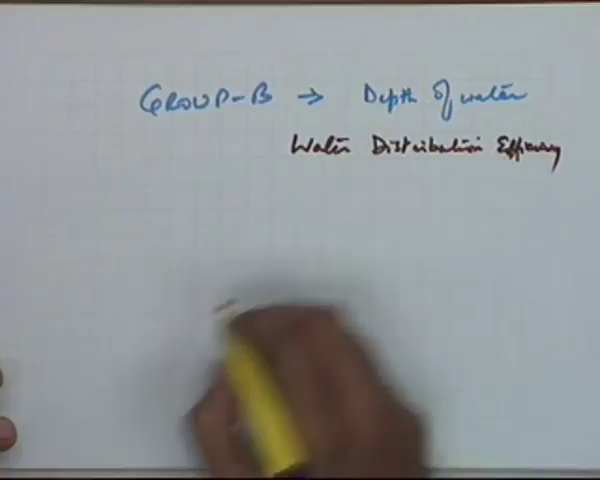 GROUP-B → Depth of water
Water Distribution Efficiency